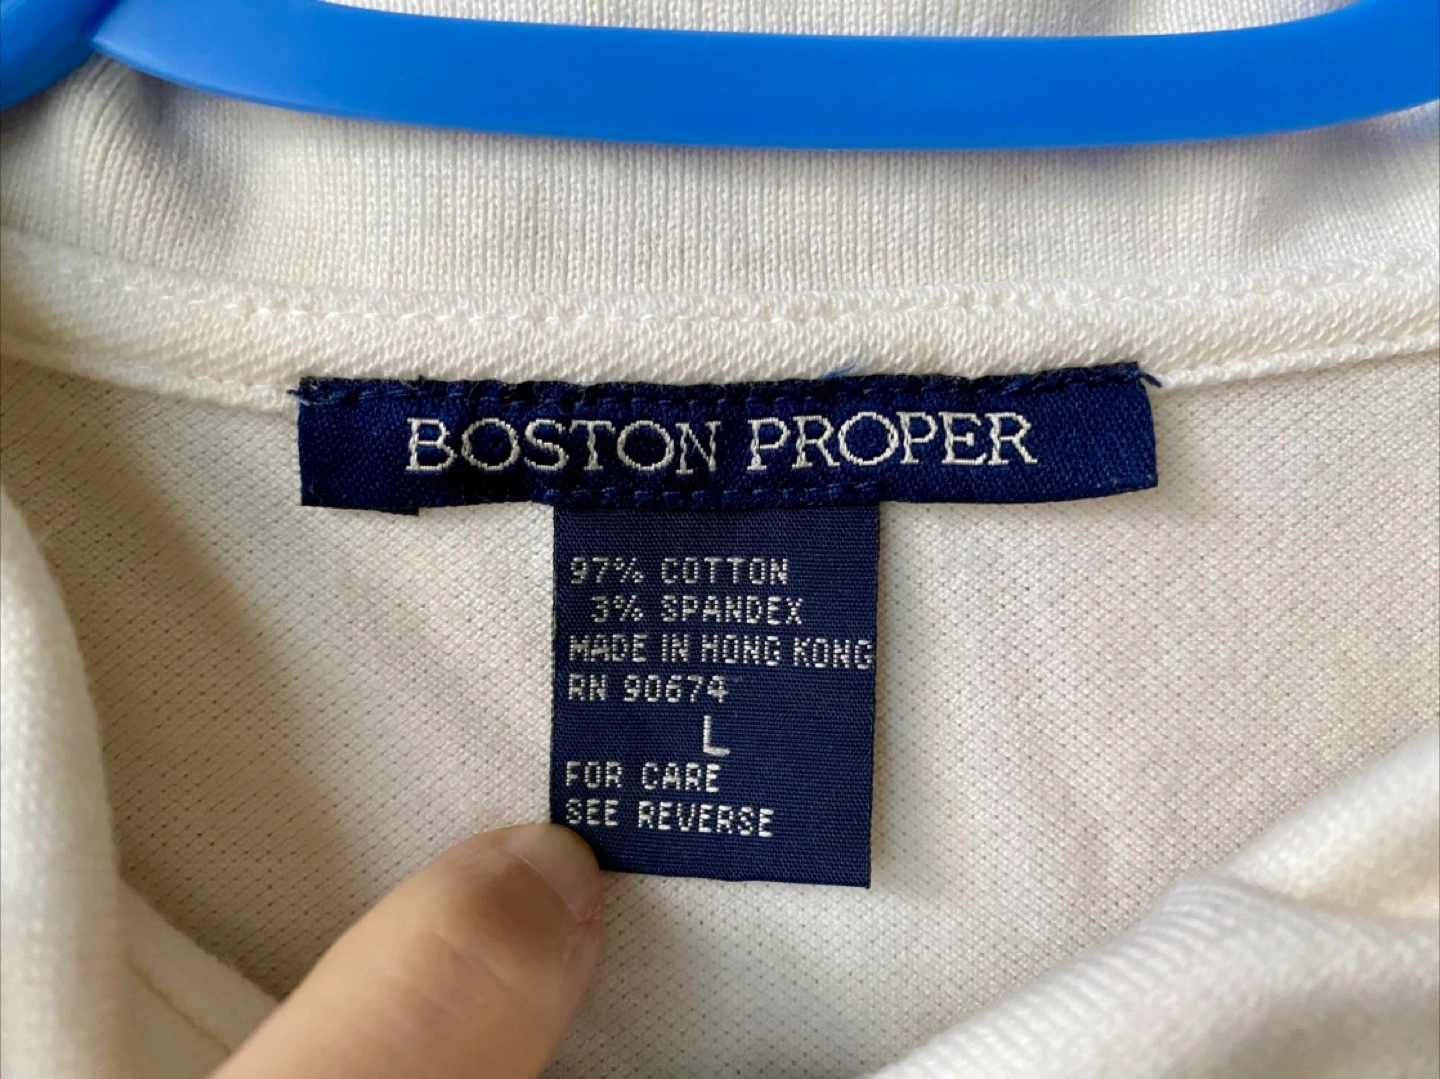 BOSTON PROPER
97% COTTON
3% SPANDEX
MADE IN HONG KONG
RN 90674
L
FOR CARE
SEE REVERSE